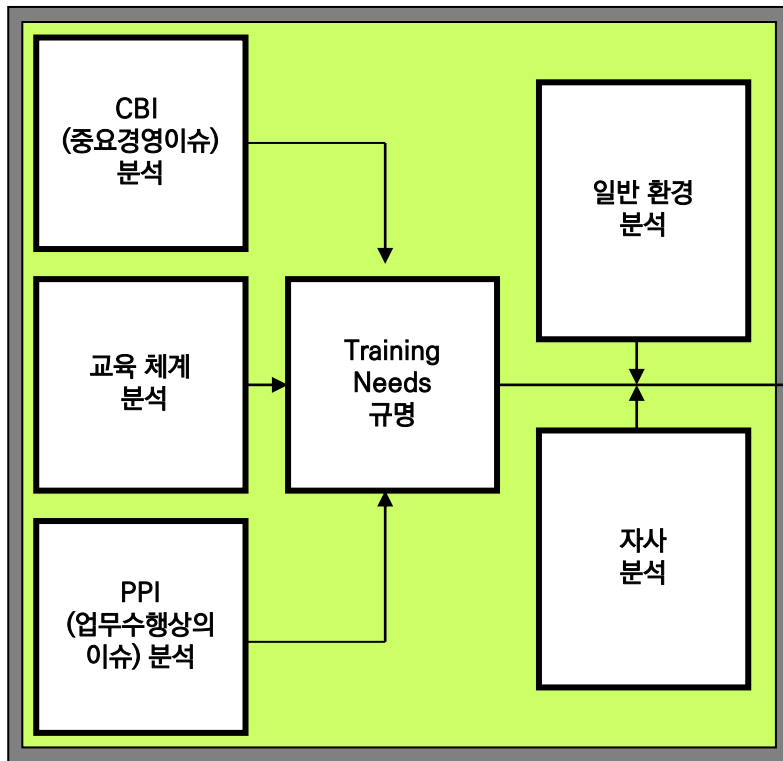 CBI
(중요경영이슈)
분석
교육 체계
분석
PPI
(업무수행상의
이슈) 분석
Training
Needs
규명
일반 환경
분석
자사
분석